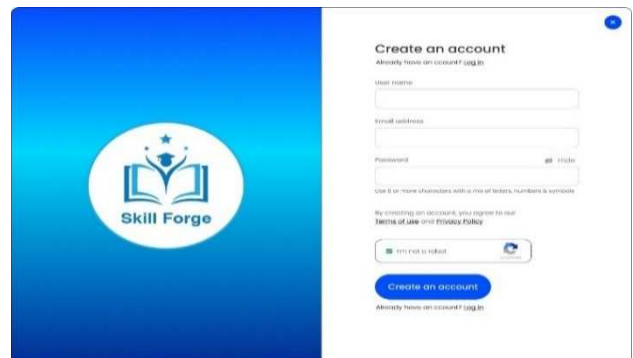 Skill Forge
Create an account
Already have an ccount? Log in
User name
Email address
Password
Hide
Use 8 or more characters with a mix of letters, numbers & symbols
By creating an account, you agree to our
Terms of use and Privacy Policy
I'm not a robot
Create an account
Already have an ccount? Log in